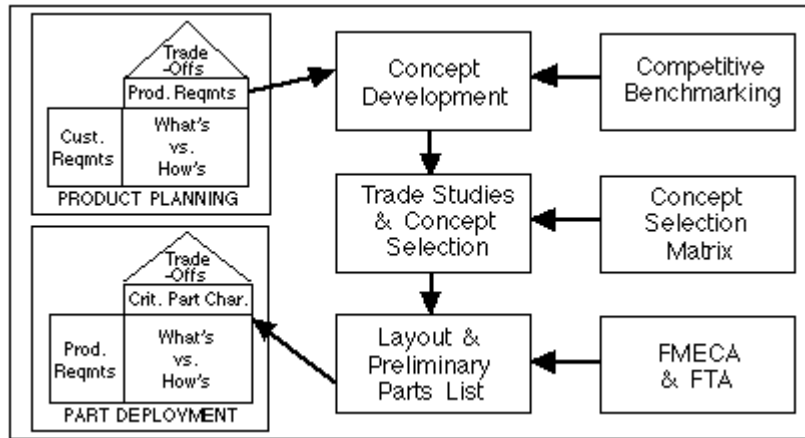 Trade
-Offs
Prod. Reqmts
Cust.
Reqmts
What's
vs.
How's
PRODUCT PLANNING
Concept
Development
Competitive
Benchmarking
Trade Studies
& Concept
Selection
Concept
Selection
Matrix
Trade
-Offs
Crit. Part Char.
Prod.
Reqmts
What's
vs.
How's
PART DEPLOYMENT
Layout &
Preliminary
Parts List
FMECA
& FTA